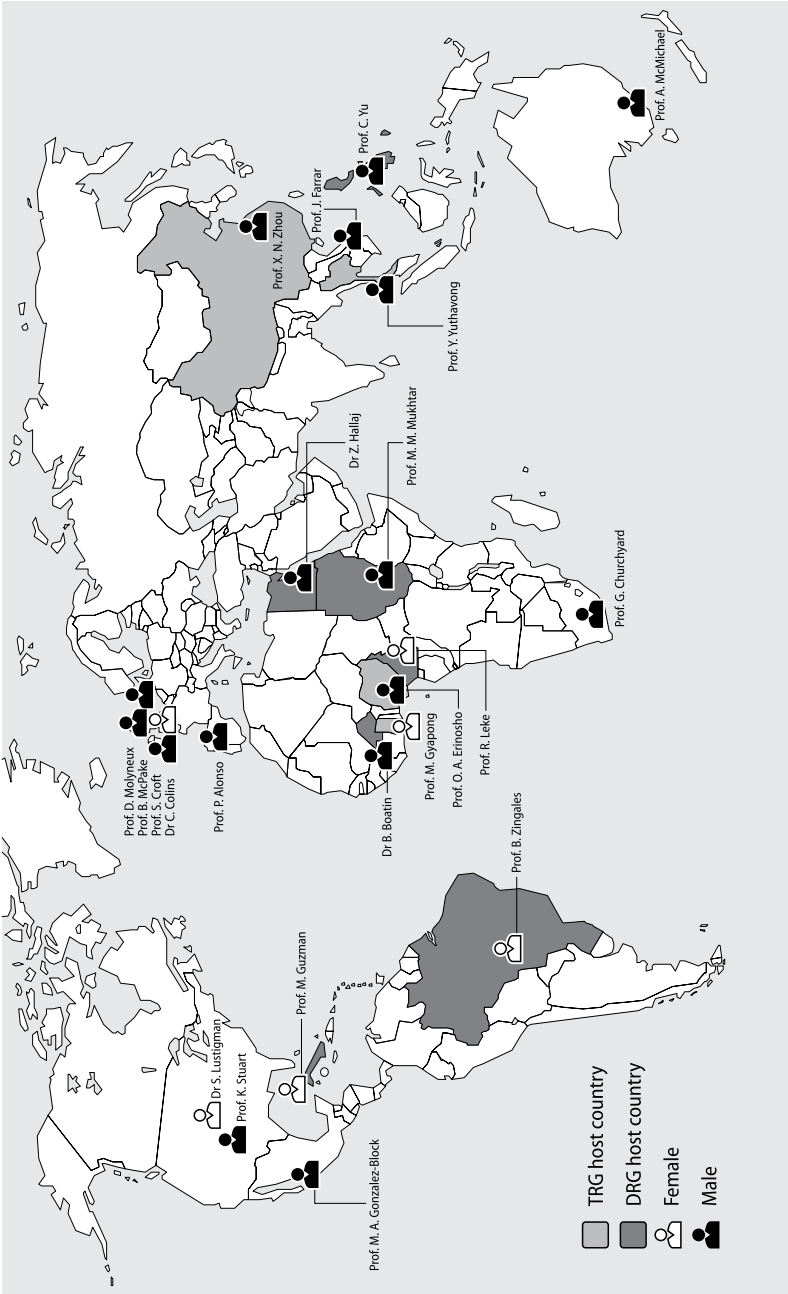 Prof. D. Molyneux
Prof. B. McPake
Prof. S. Croft
Dr C. Colins
Prof. P. Alonso
Dr S. Lustigman
Prof. K. Stuart
Prof. M. Guzman
Prof. M. A. Gonzalez-Block
Prof. B. Zingales
Dr B. Boatin
Prof. M. Gyapong
Prof. O. A. Erinosho
Prof. R. Leke
Dr Z. Hallaj
Prof. M. M. Mukhtar
Prof. G. Churchyard
Prof. X. N. Zhou
Prof. J. Farrar
Prof. C. Yu
Prof. Y. Yuthavong
Prof. A. McMichael
TRG host country
DRG host country
Female
Male